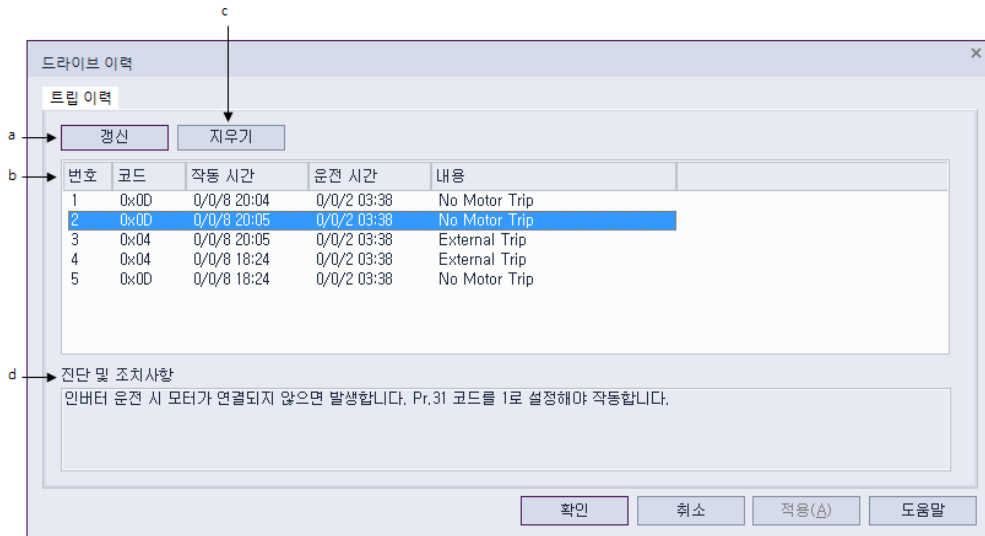 c
드라이브 이력
×
트립 이력
a 갱신 지우기
b 번호 코드 작동 시간 운전 시간 내용
1 0x0D 0/0/8 20:04 0/0/2 03:38 No Motor Trip
2 0x0D 0/0/8 20:05 0/0/2 03:38 No Motor Trip
3 0x04 0/0/8 20:05 0/0/2 03:38 External Trip
4 0x04 0/0/8 18:24 0/0/2 03:38 External Trip
5 0x0D 0/0/8 18:24 0/0/2 03:38 No Motor Trip
d 진단 및 조치사항
인버터 운전 시 모터가 연결되지 않으면 발생합니다. Pr.31 코드를 1로 설정해야 작동합니다.
확인 취소 적용(A) 도움말